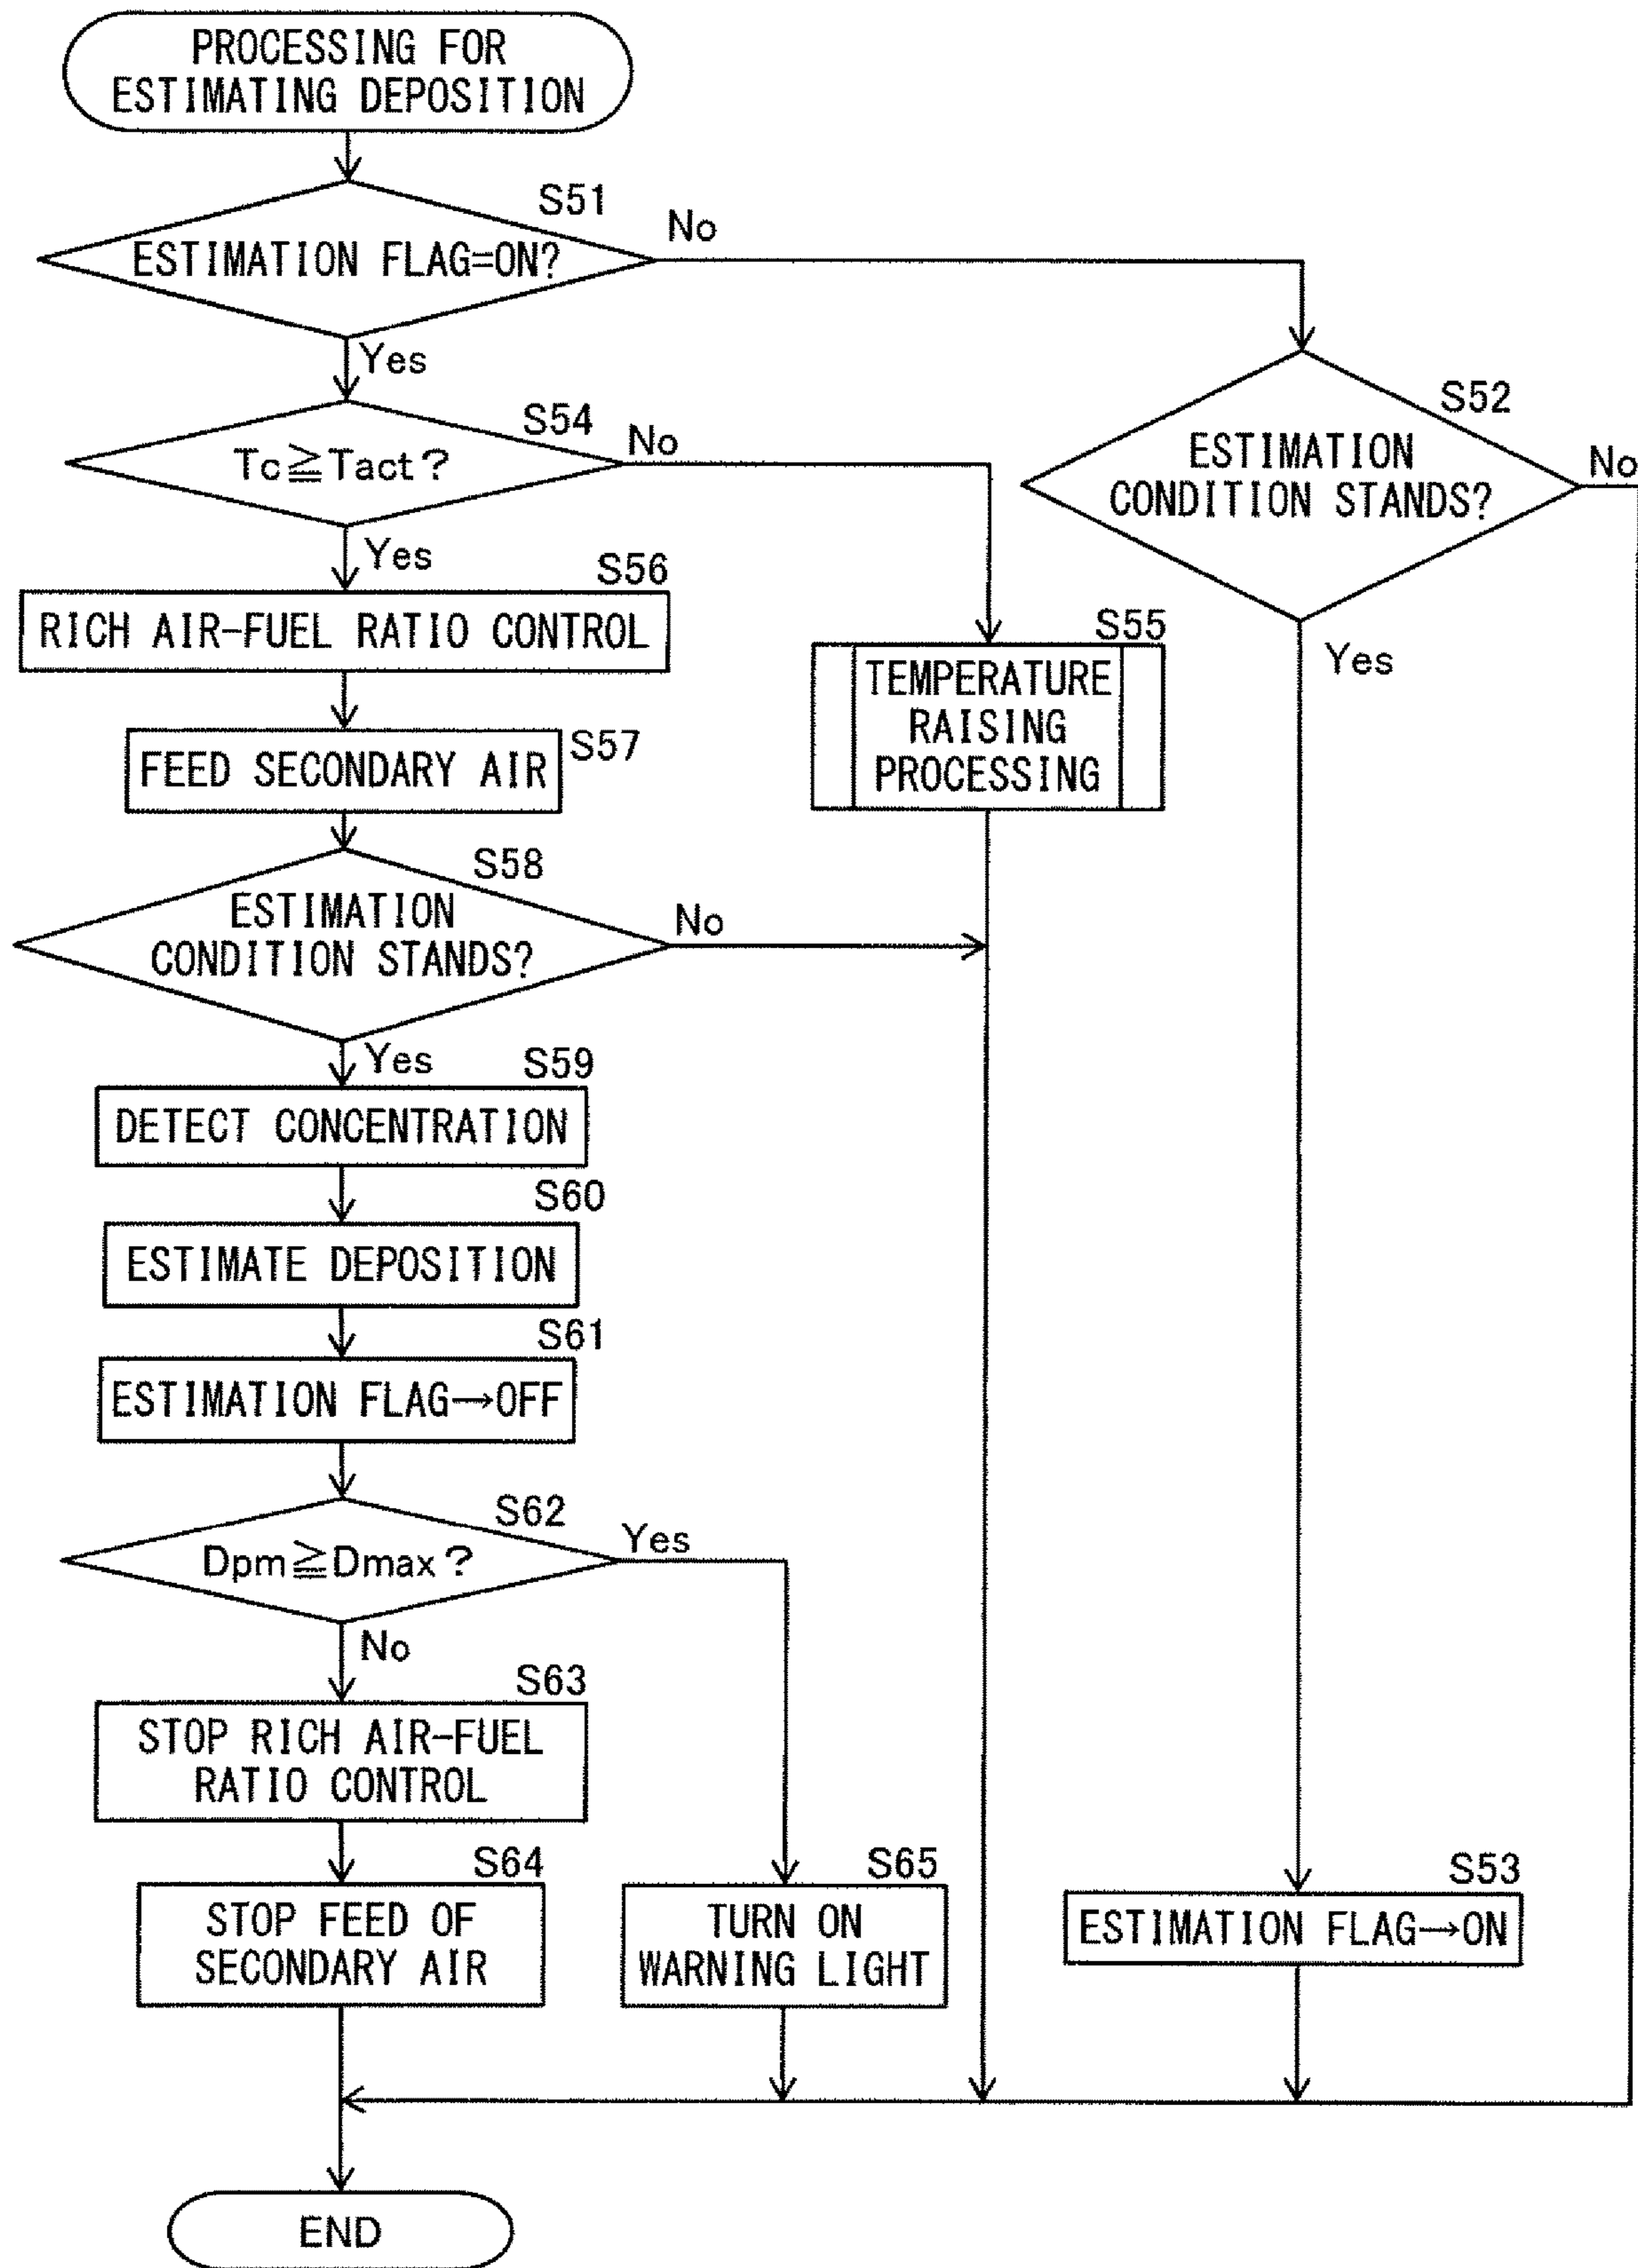 PROCESSING FOR
ESTIMATING DEPOSITION
S51
ESTIMATION FLAG=ON?
No
Yes
S52
ESTIMATION
CONDITION STANDS?
No
Yes
S54
Tc≧Tact?
No
Yes
S56
RICH AIR-FUEL RATIO CONTROL
S55
TEMPERATURE
RAISING
PROCESSING
S57
FEED SECONDARY AIR
S58
ESTIMATION
CONDITION STANDS?
No
Yes
S59
DETECT CONCENTRATION
S60
ESTIMATE DEPOSITION
S61
ESTIMATION FLAG→OFF
S62
Dpm≧Dmax?
Yes
No
S63
STOP RICH AIR-FUEL
RATIO CONTROL
S64
STOP FEED OF
SECONDARY AIR
S65
TURN ON
WARNING LIGHT
S53
ESTIMATION FLAG→ON
END